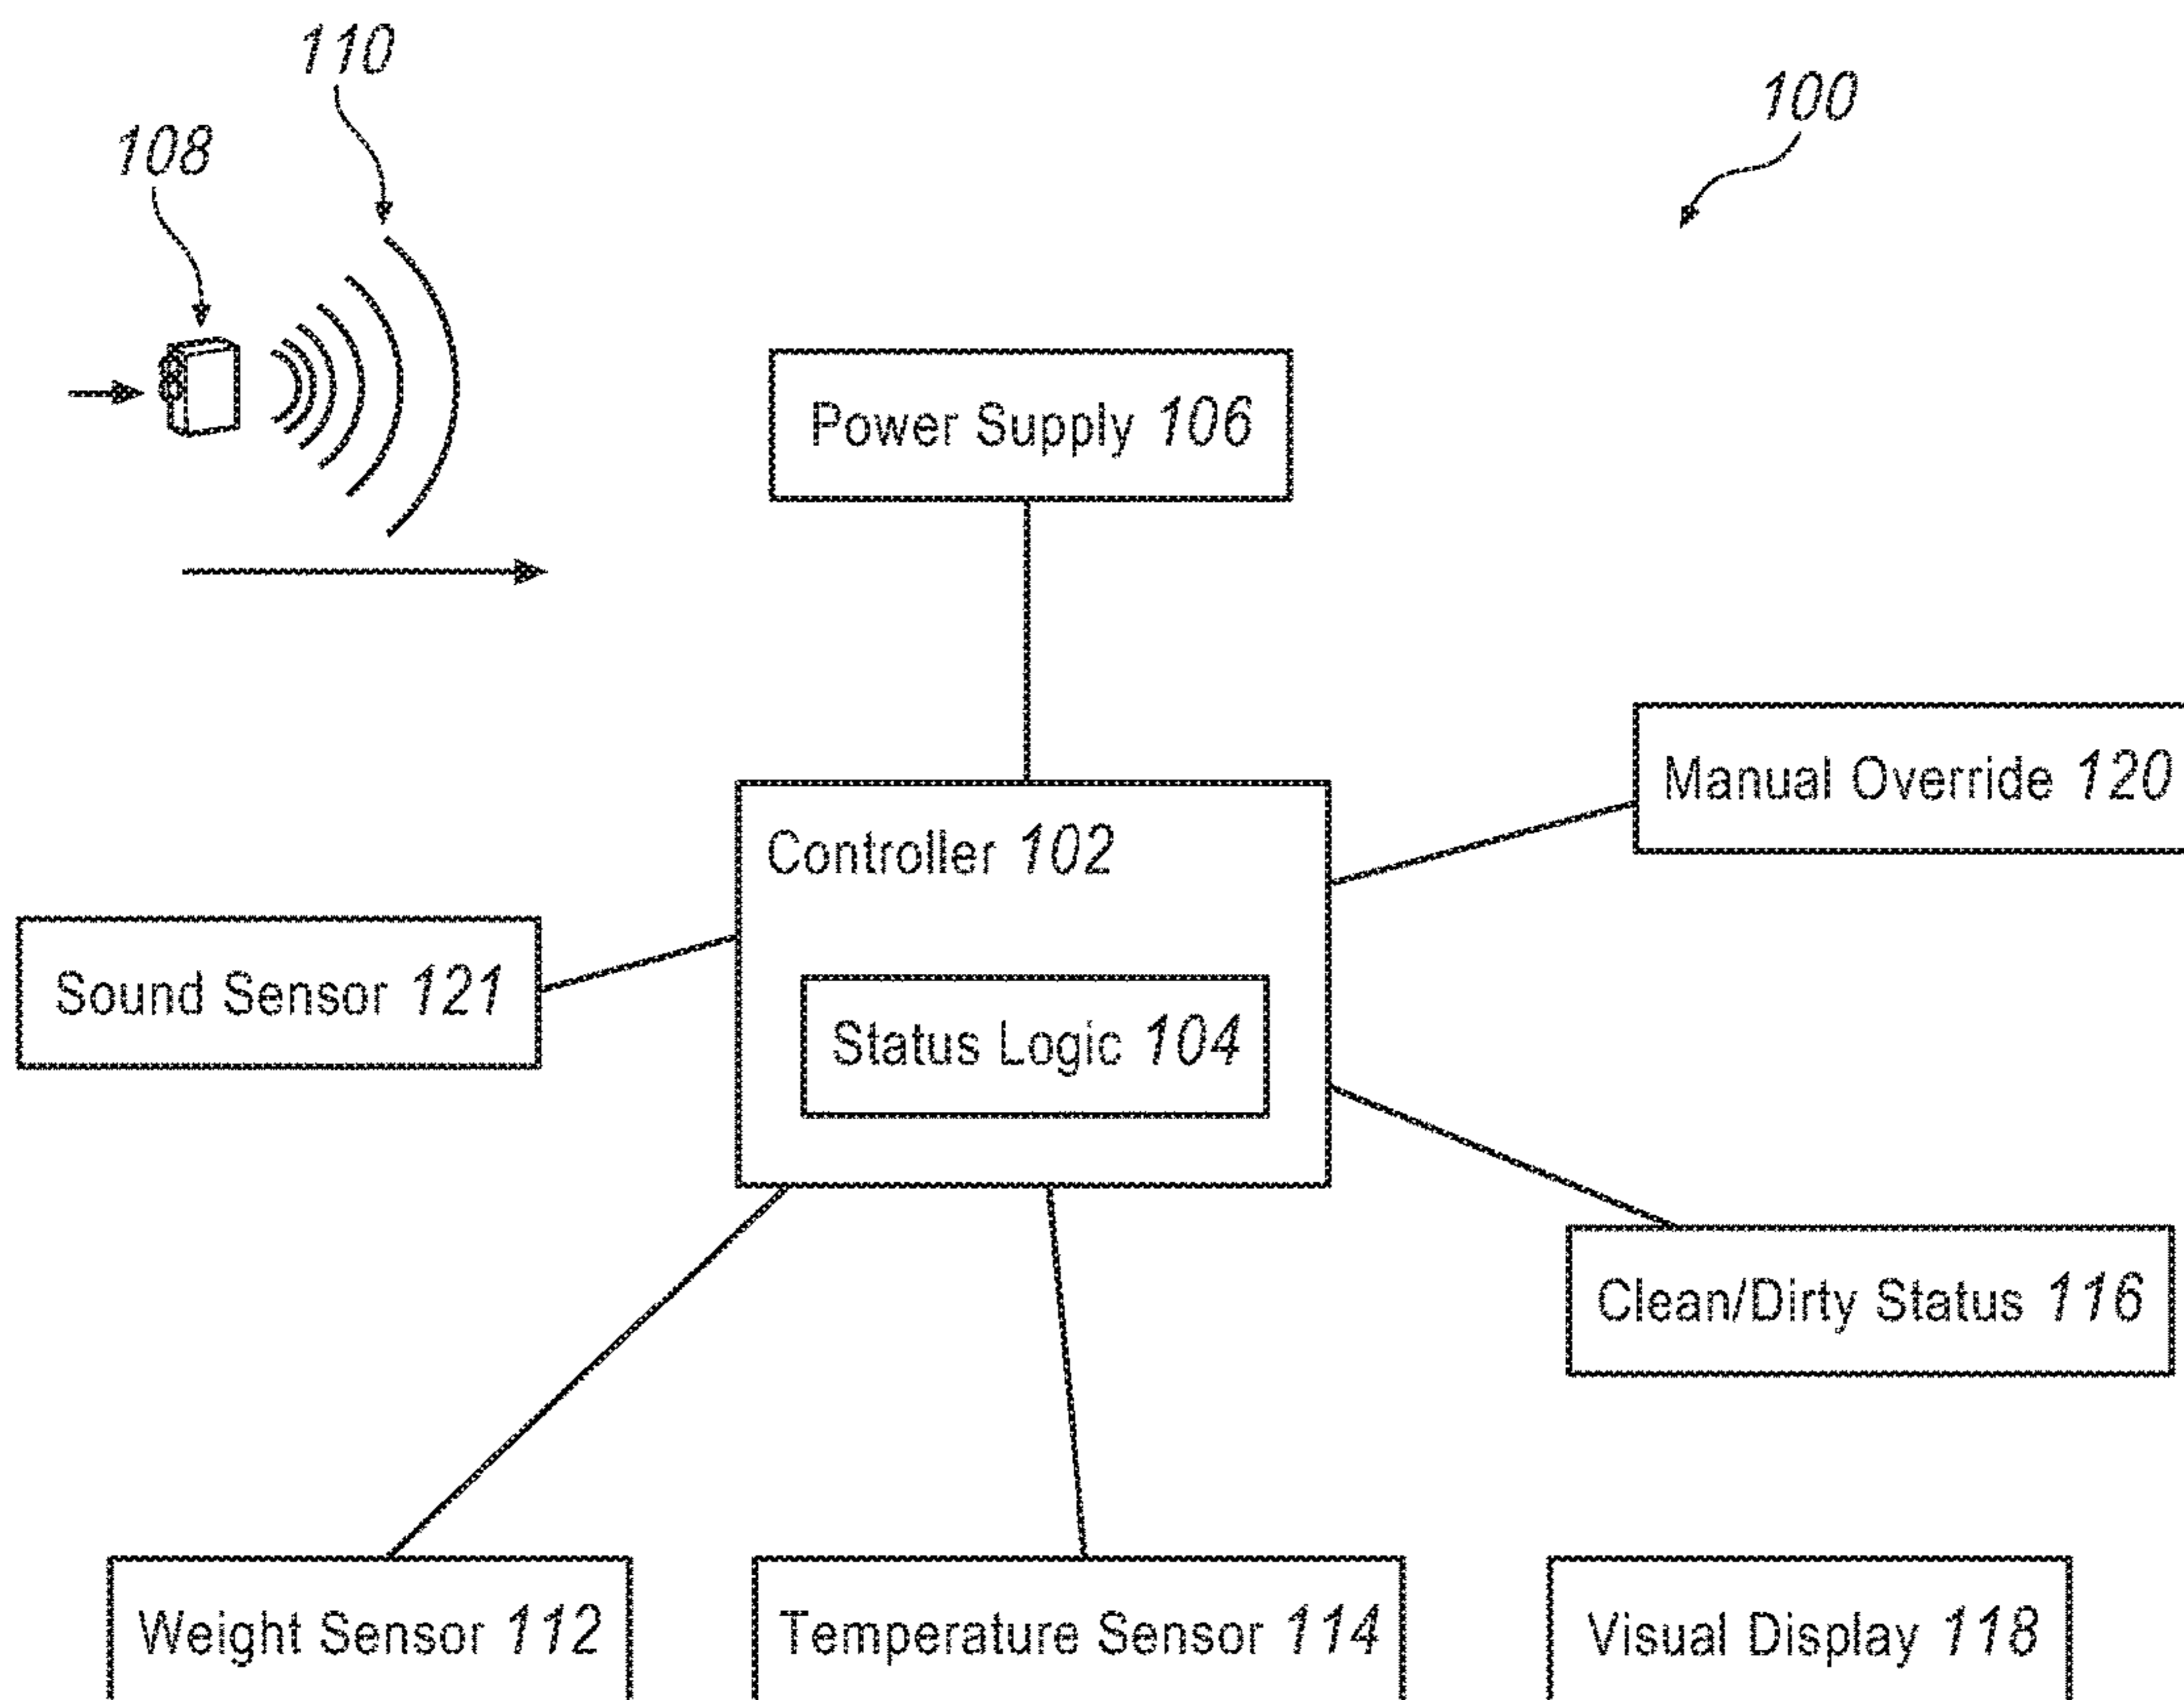 110
100
108
Power Supply 106
Manual Override 120
Controller 102
Sound Sensor 121
Status Logic 104
Clean/Dirty Status 116
Weight Sensor 112
Temperature Sensor 114
Visual Display 118